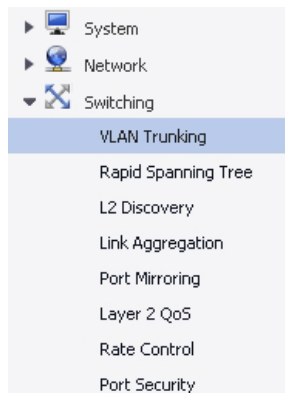 System
Network
Switching
VLAN Trunking
Rapid Spanning Tree
L2 Discovery
Link Aggregation
Port Mirroring
Layer 2 QoS
Rate Control
Port Security